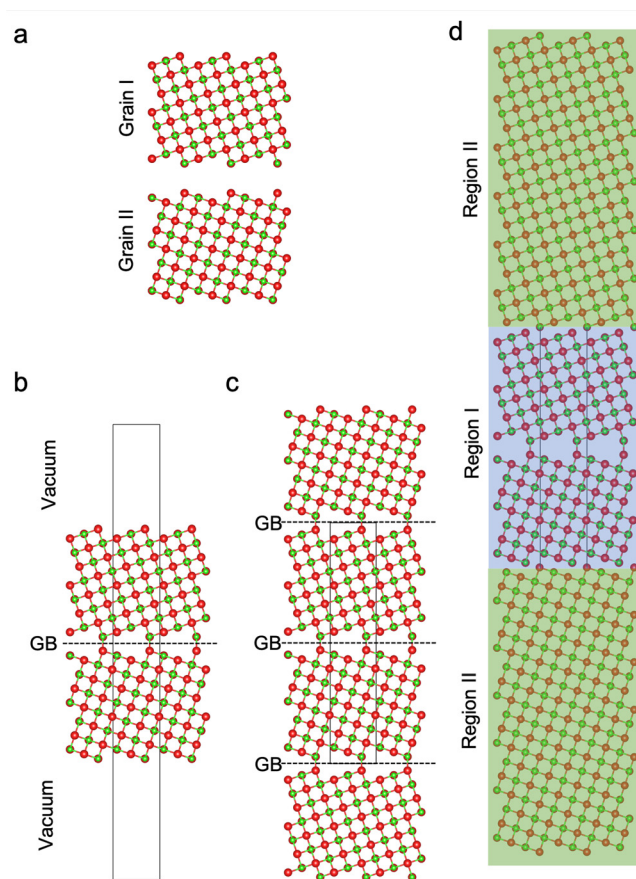 a
Grain I
Grain II
b
Vacuum
GB
Vacuum
c
GB
GB
GB
d
Region II
Region I
Region II